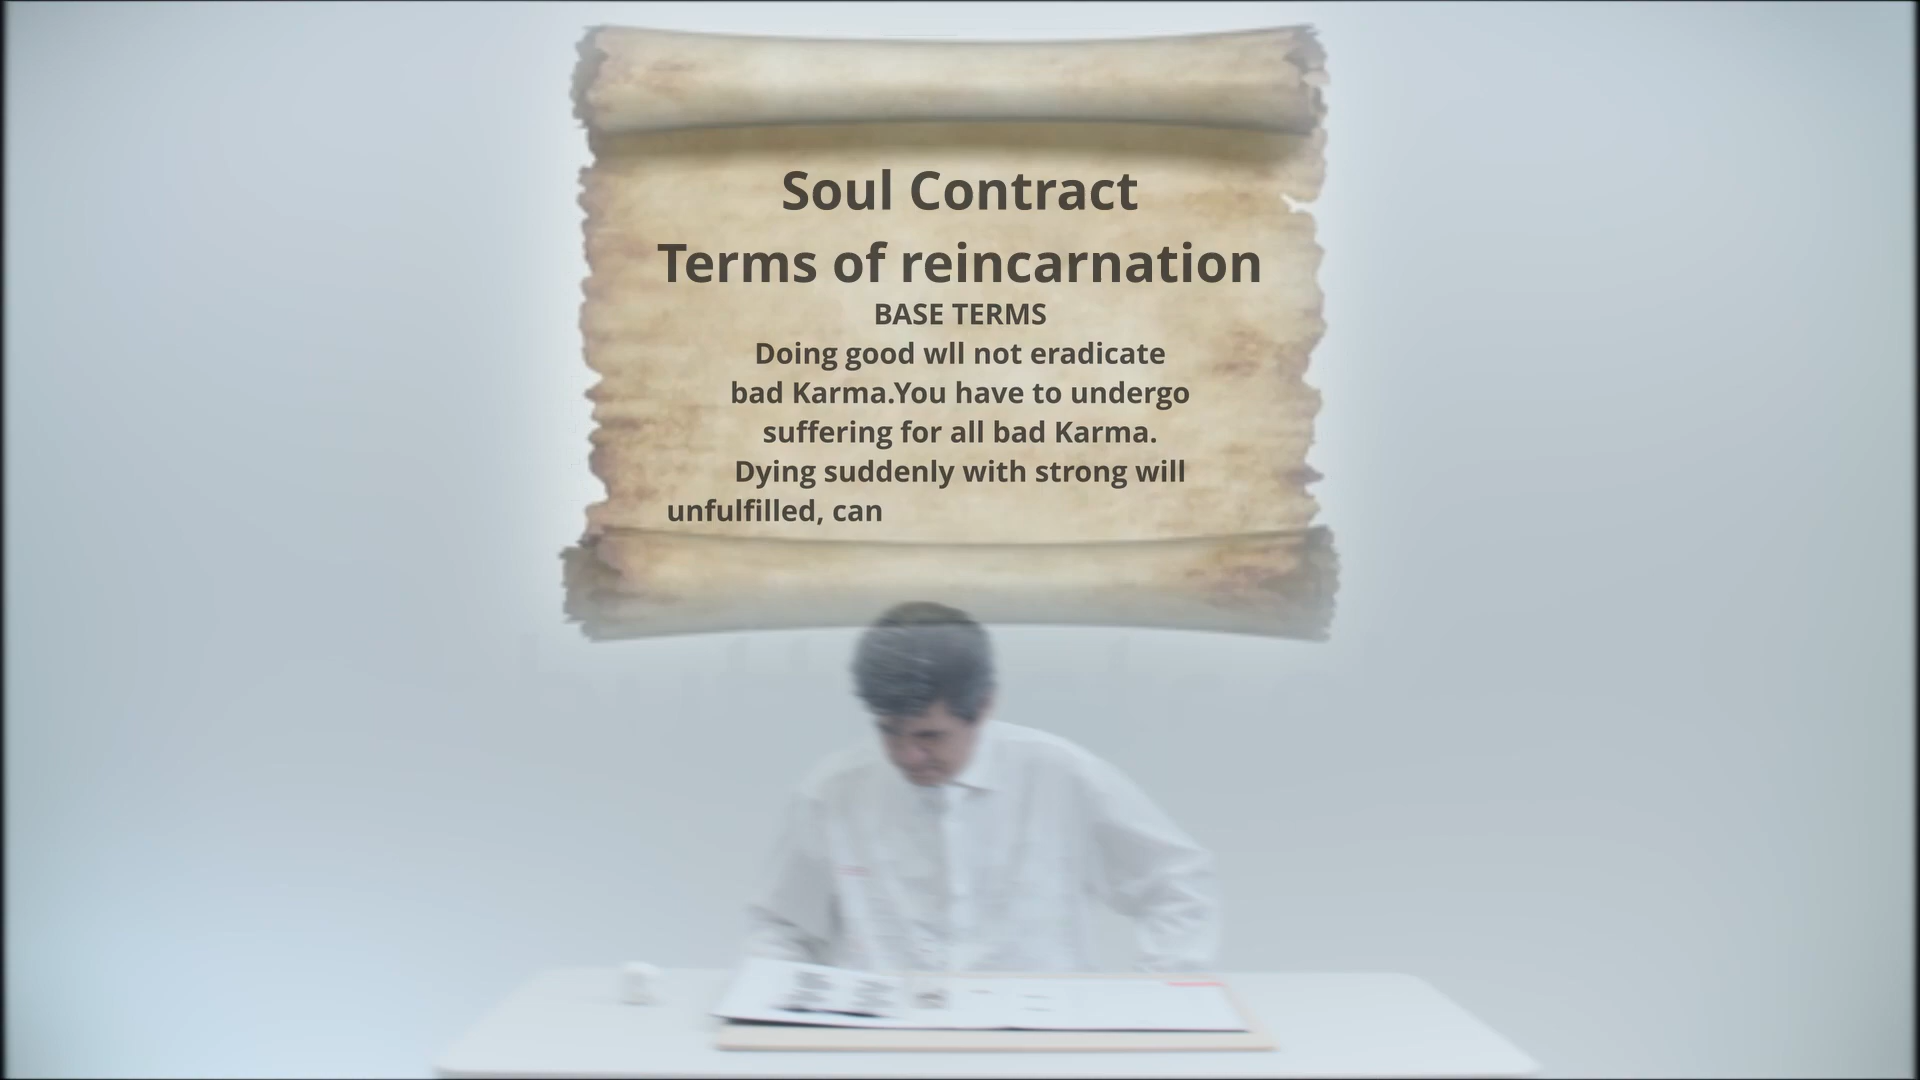 Soul Contract
Terms of reincarnation
BASE TERMS
Doing good wll not eradicate
bad Karma.You have to undergo
suffering for all bad Karma.
Dying suddenly with strong will
unfulfilled, can